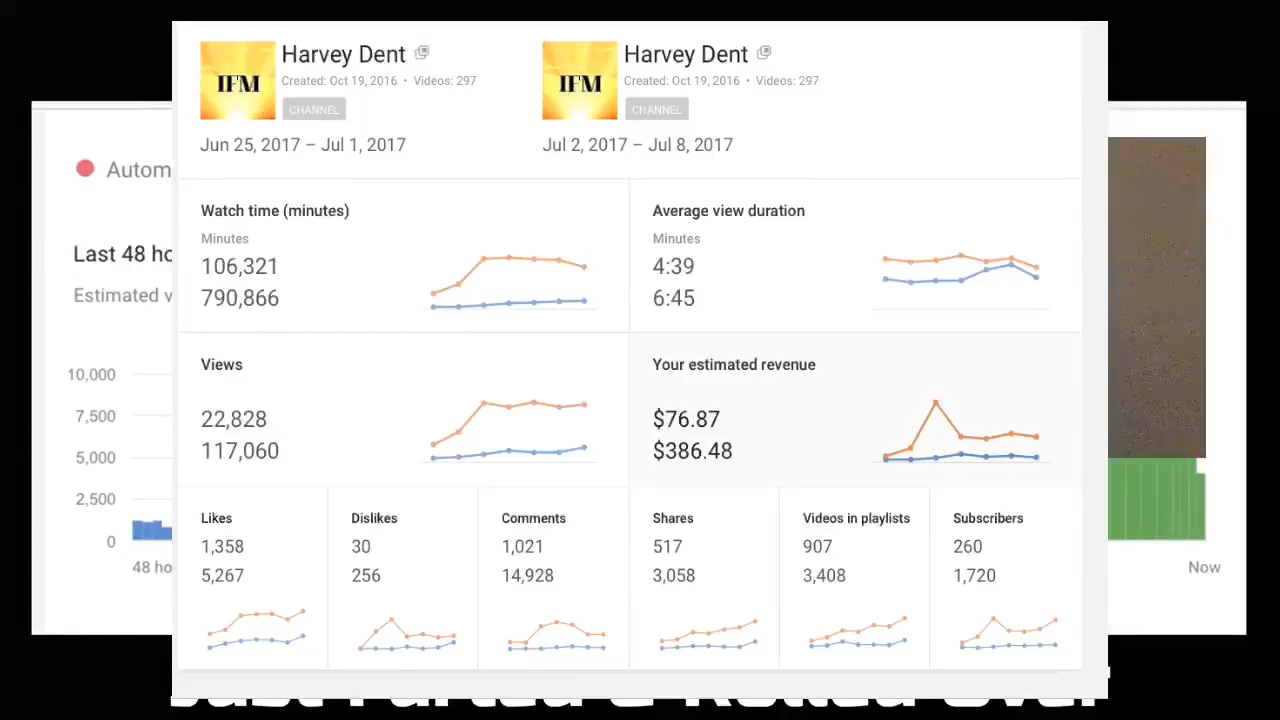 Harvey Dent
Created: Oct 19, 2016 • Videos: 297
IFM
CHANNEL
Jun 25, 2017 – Jul 1, 2017
Harvey Dent
Created: Oct 19, 2016 • Videos: 297
IFM
CHANNEL
Jul 2, 2017 – Jul 8, 2017
Watch time (minutes)
Minutes
106,321
790,866
Average view duration
Minutes
4:39
6:45
Views
22,828
117,060
Your estimated revenue
$76.87
$386.48
Likes
1,358
5,267
Dislikes
30
256
Comments
1,021
14,928
Shares
517
3,058
Videos in playlists
907
3,408
Subscribers
260
1,720
Autom
Last 48 ho
Estimated v
10,000
7,500
5,000
2,500
0
48 ho
Now